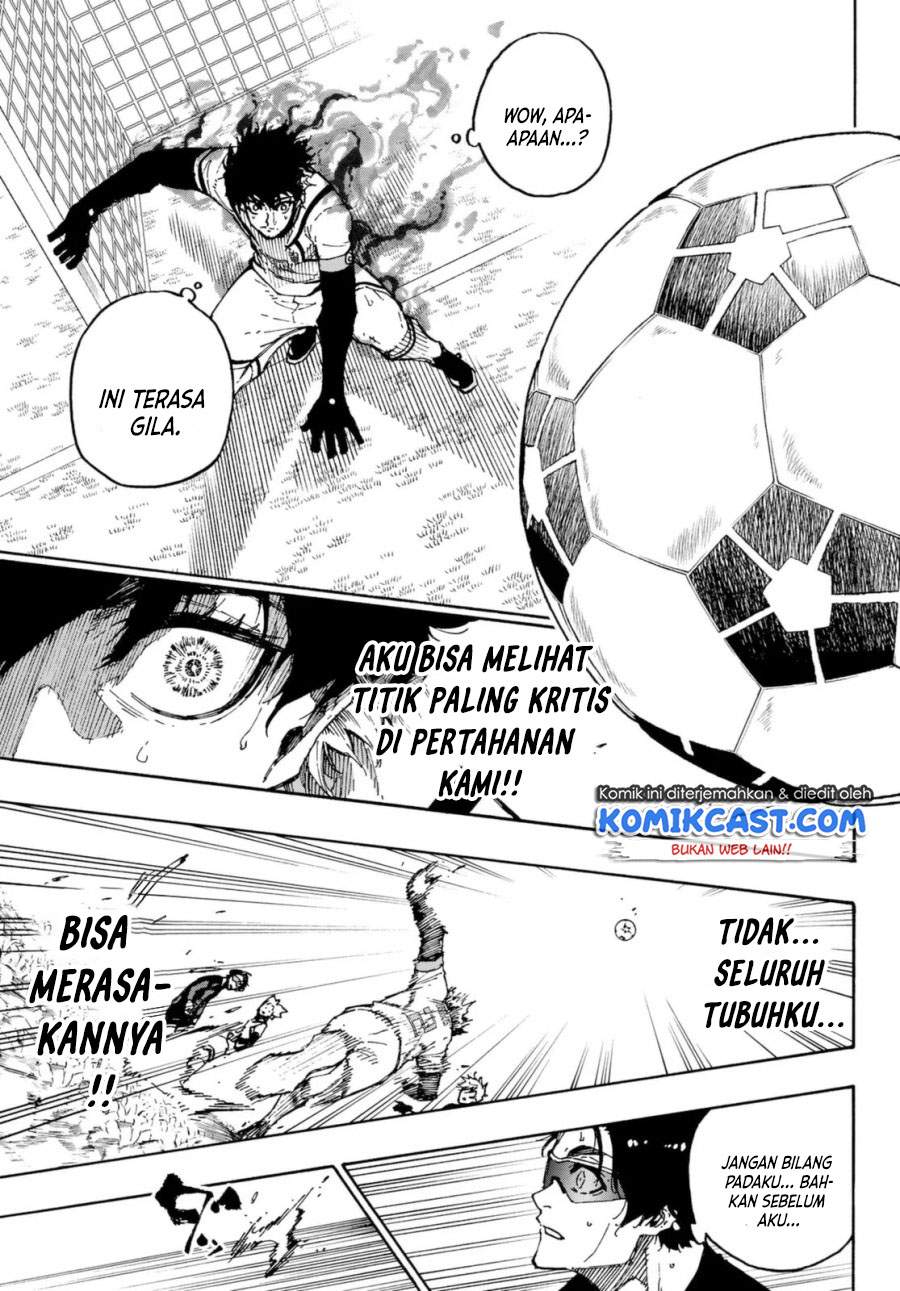 WOW, APA-
APAAN...?
INI TERASA
GILA.
AKU BISA MELIHAT
TITIK PALING KRITIS
DI PERTAHANAN
KAMI!!
Komik ini diterjemahkan & diedit oleh
KOMIKCAST.COM
BUKAN WEB LAIN!!
TIDAK...
SELURUH
TUBUHKU...
BISA
MERASA-
KANNYA
!!
JANGAN BILANG
PADAKU... BAH-
KAN SEBELUM
AKU...